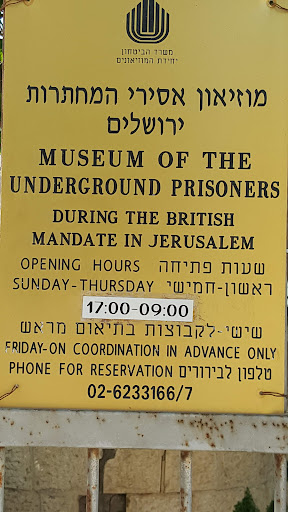 משרד הביטחון
יחידת המוזיאונים
מוזיאון אסירי המחתרות
ירושלים
MUSEUM OF THE
UNDERGROUND PRISONERS
DURING THE BRITISH
MANDATE IN JERUSALEM
OPENING HOURS שעות פתיחה
SUNDAY-THURSDAY ראשון-חמישי
17:00-09:00
שישי-לקבוצות בתיאום מראש
FRIDAY-ON COORDINATION IN ADVANCE ONLY
PHONE FOR RESERVATION טלפון לבירורים
02-6233166/7